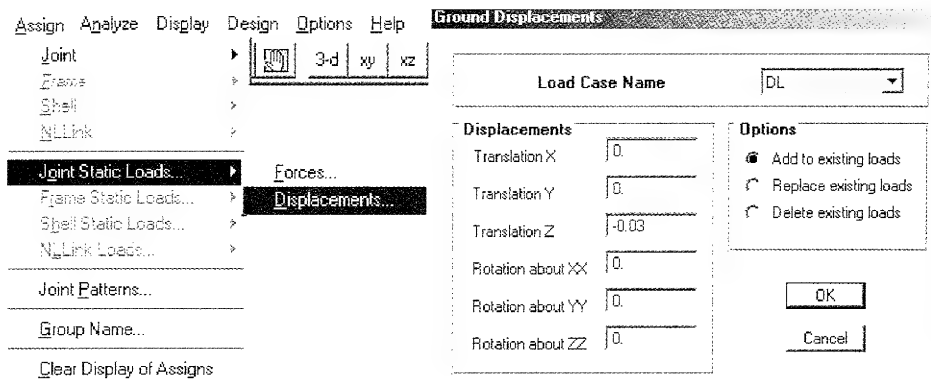 Assign Analyze Display Design Options Help
Joint
Frame
Shell
NLLink
Joint Static Loads...
Frame Static Loads...
Shell Static Loads...
NLLink Loads...
Joint Patterns...
Group Name...
Clear Display of Assigns
3-d xy xz
Forces...
Displacements...
Ground Displacements
Load Case Name DL
Displacements
Translation X 0.
Translation Y 0.
Translation Z -0.03
Rotation about XX 0.
Rotation about YY 0.
Rotation about ZZ 0.
Options
Add to existing loads
Replace existing loads
Delete existing loads
OK
Cancel